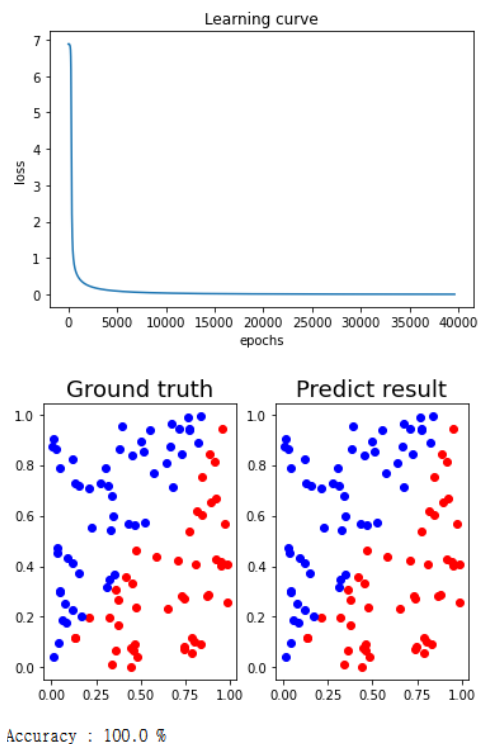 Learning curve
7
6
5
4
3
2
1
0
loss
0 5000 10000 15000 20000 25000 30000 35000 40000
epochs
Ground truth Predict result
1.0 1.0
0.8 0.8
0.6 0.6
0.4 0.4
0.2 0.2
0.0 0.0
0.00 0.25 0.50 0.75 1.00 0.00 0.25 0.50 0.75 1.00
Accuracy : 100.0 %